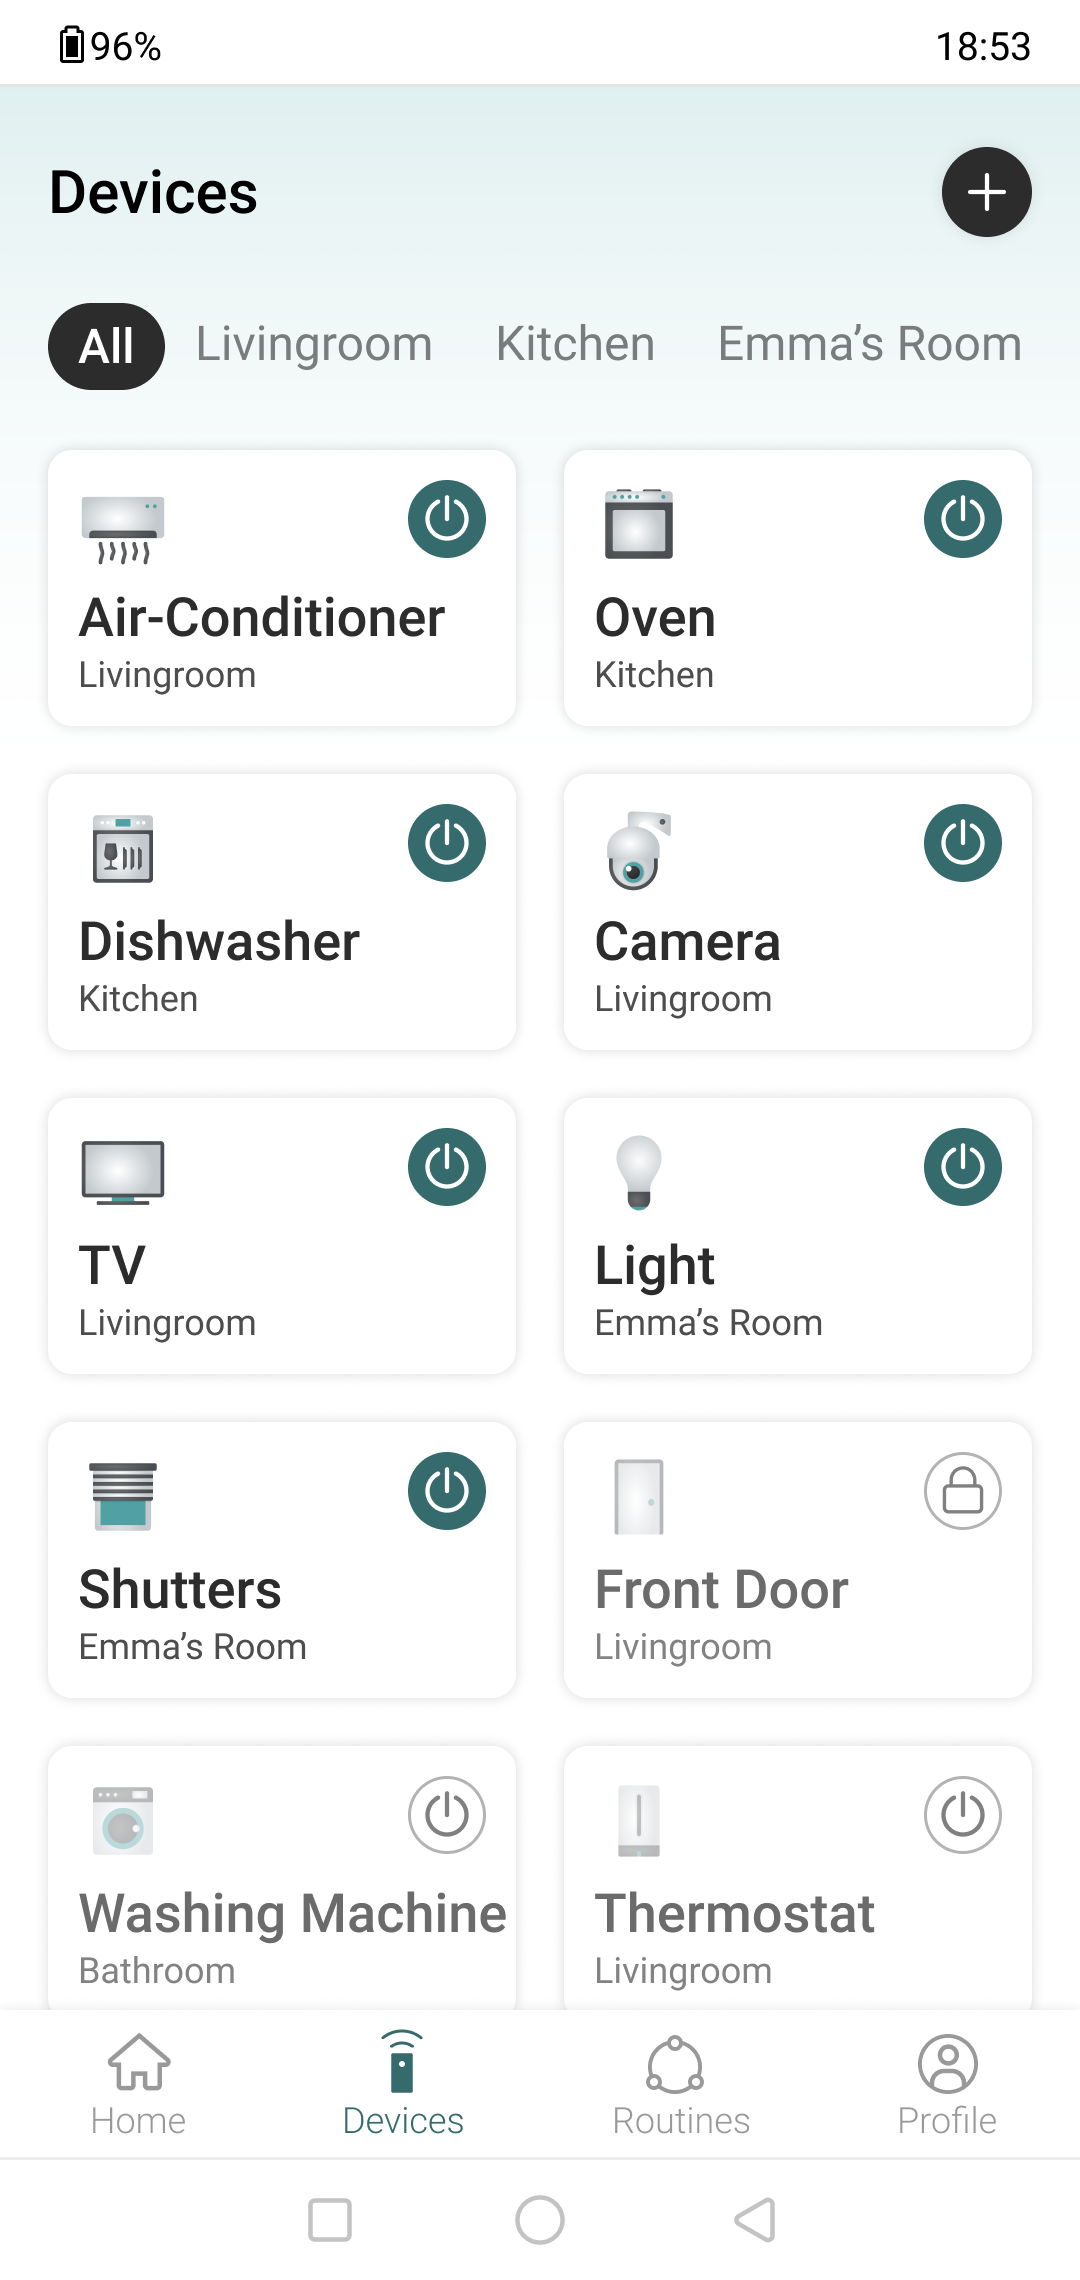 96% 18:53
Devices
All Livingroom Kitchen Emma’s Room
Air-Conditioner
Livingroom
Oven
Kitchen
Dishwasher
Kitchen
Camera
Livingroom
TV
Livingroom
Light
Emma’s Room
Shutters
Emma’s Room
Front Door
Livingroom
Washing Machine
Bathroom
Thermostat
Livingroom
Home Devices Routines Profile